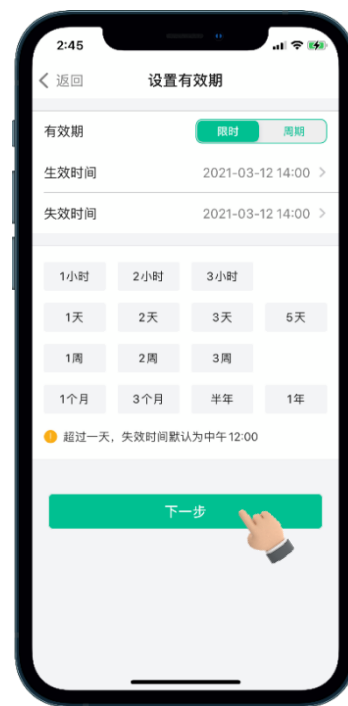 2:45
返回 设置有效期
有效期 限时 周期
生效时间 2021-03-12 14:00
失效时间 2021-03-12 14:00
1小时 2小时 3小时
1天 2天 3天 5天
1周 2周 3周
1个月 3个月 半年 1年
超过一天，失效时间默认为中午12:00
下一步